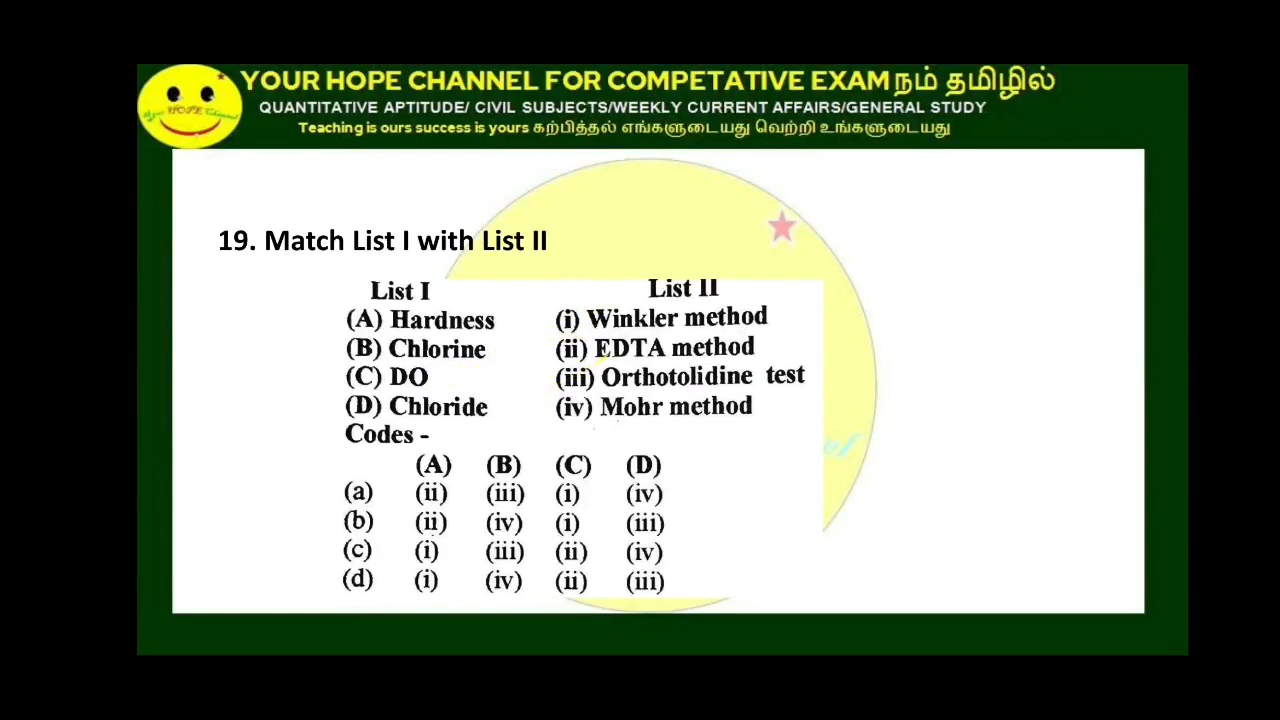 YOUR HOPE CHANNEL FOR COMPETATIVE EXAM நம் தமிழில்
QUANTITATIVE APTITUDE/ CIVIL SUBJECTS/WEEKLY CURRENT AFFAIRS/GENERAL STUDY
Teaching is ours success is yours கற்பித்தல் எங்களுடையது வெற்றி உங்களுடையது
HOPE Channel
19. Match List I with List II
List I List II
(A) Hardness (i) Winkler method
(B) Chlorine (ii) EDTA method
(C) DO (iii) Orthotolidine test
(D) Chloride (iv) Mohr method
Codes -
(A) (B) (C) (D)
(a) (ii) (iii) (i) (iv)
(b) (ii) (iv) (i) (iii)
(c) (i) (iii) (ii) (iv)
(d) (i) (iv) (ii) (iii)